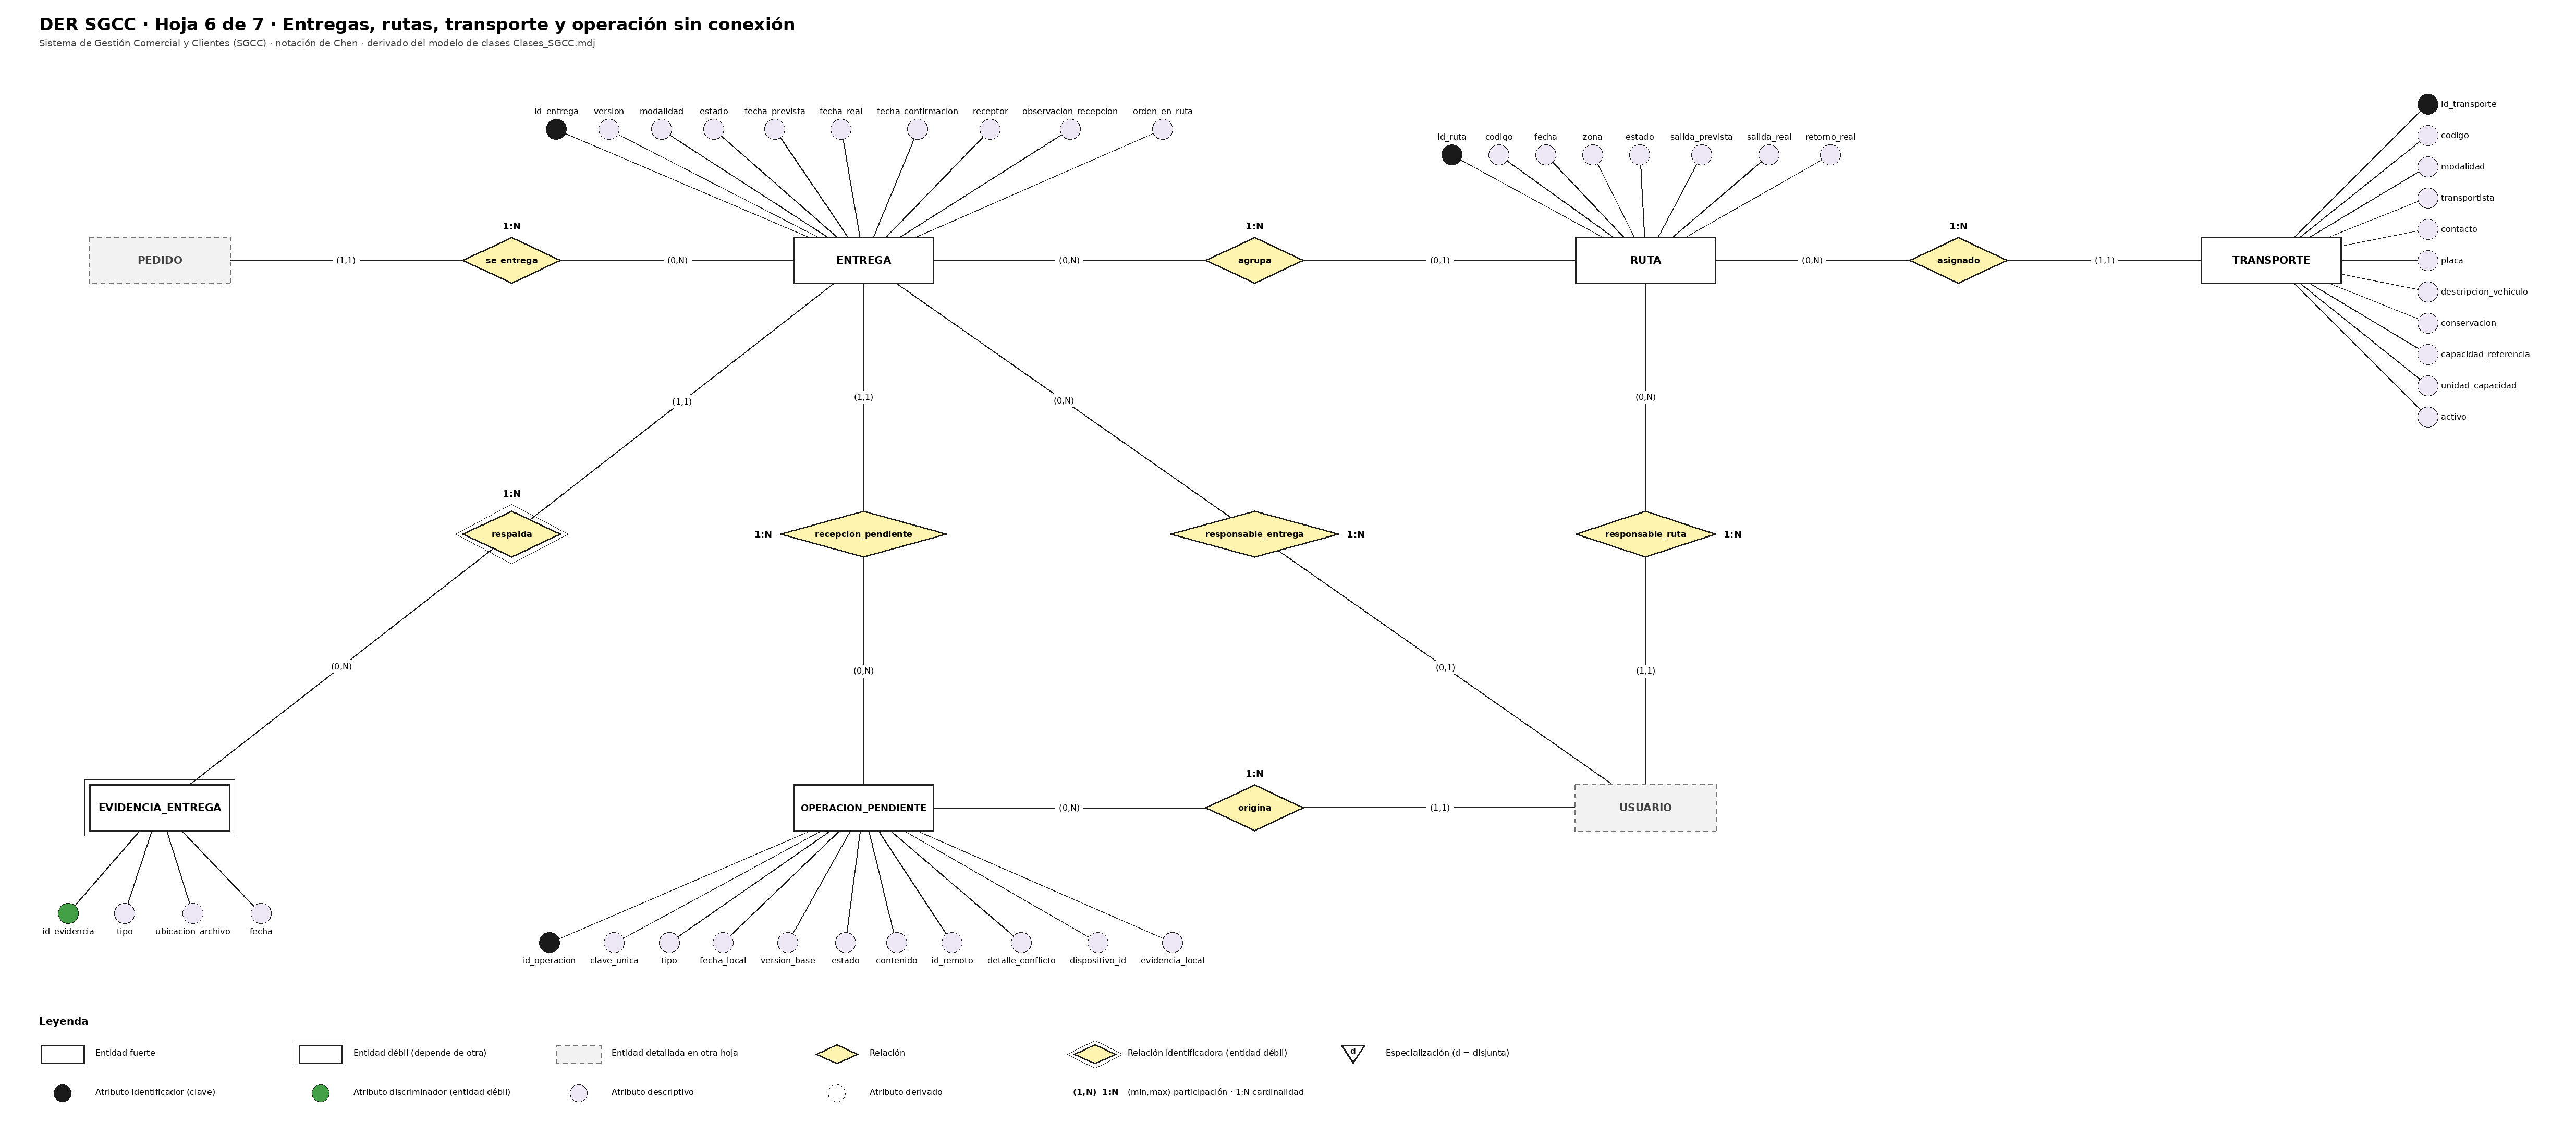 DER SGCC · Hoja 6 de 7 · Entregas, rutas, transporte y operación sin conexión
Sistema de Gestión Comercial y Clientes (SGCC) · notación de Chen · derivado del modelo de clases Clases_SGCC.mdj
id_entrega
version
modalidad
estado
fecha_prevista
fecha_real
fecha_confirmacion
receptor
observacion_recepcion
orden_en_ruta
id_ruta
codigo
fecha
zona
estado
salida_prevista
salida_real
retorno_real
id_transporte
codigo
modalidad
transportista
contacto
placa
descripcion_vehiculo
conservacion
capacidad_referencia
unidad_capacidad
activo
PEDIDO
(1,1)
1:N
se_entrega
(0,N)
ENTREGA
(0,N)
1:N
agrupa
(0,1)
RUTA
(0,N)
1:N
asignado
(1,1)
TRANSPORTE
(1,1)
(1,1)
(0,N)
(0,N)
1:N
respalda
1:N
recepcion_pendiente
responsable_entrega
1:N
responsable_ruta
1:N
(0,N)
(0,N)
(0,1)
(1,1)
EVIDENCIA_ENTREGA
OPERACION_PENDIENTE
(0,N)
1:N
origina
(1,1)
USUARIO
id_evidencia
tipo
ubicacion_archivo
fecha
id_operacion
clave_unica
tipo
fecha_local
version_base
estado
contenido
id_remoto
detalle_conflicto
dispositivo_id
evidencia_local
Leyenda
Entidad fuerte
Entidad débil (depende de otra)
Entidad detallada en otra hoja
Relación
Relación identificadora (entidad débil)
d
Especialización (d = disjunta)
Atributo identificador (clave)
Atributo discriminador (entidad débil)
Atributo descriptivo
Atributo derivado
(1,N) 1:N (min,max) participación · 1:N cardinalidad